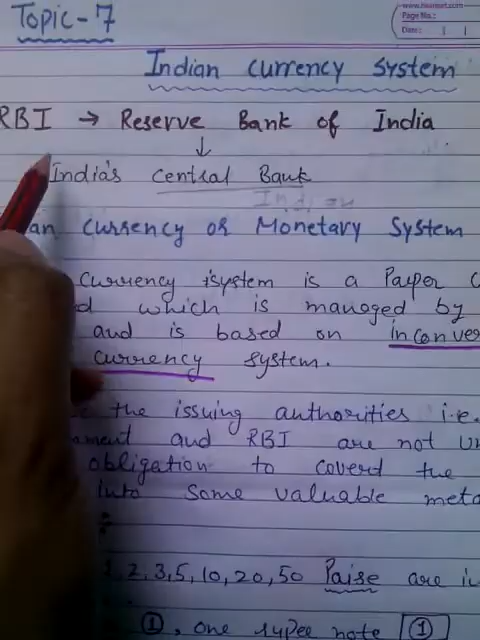 Topic-7
Page No.:
Date:
Indian currency System
RBI → Reserve Bank of India
↓
India's central Bank
Indian
an currency or Monetary System
currency system is a Paper
which is managed by
and is based on inconver
currency system.
the issuing authorities i.e.
and RBI are not un
obligation to coverd the
Into some valuable meta
1, 2, 3, 5, 10, 20, 50 Paise are i
①, one rupee note 1